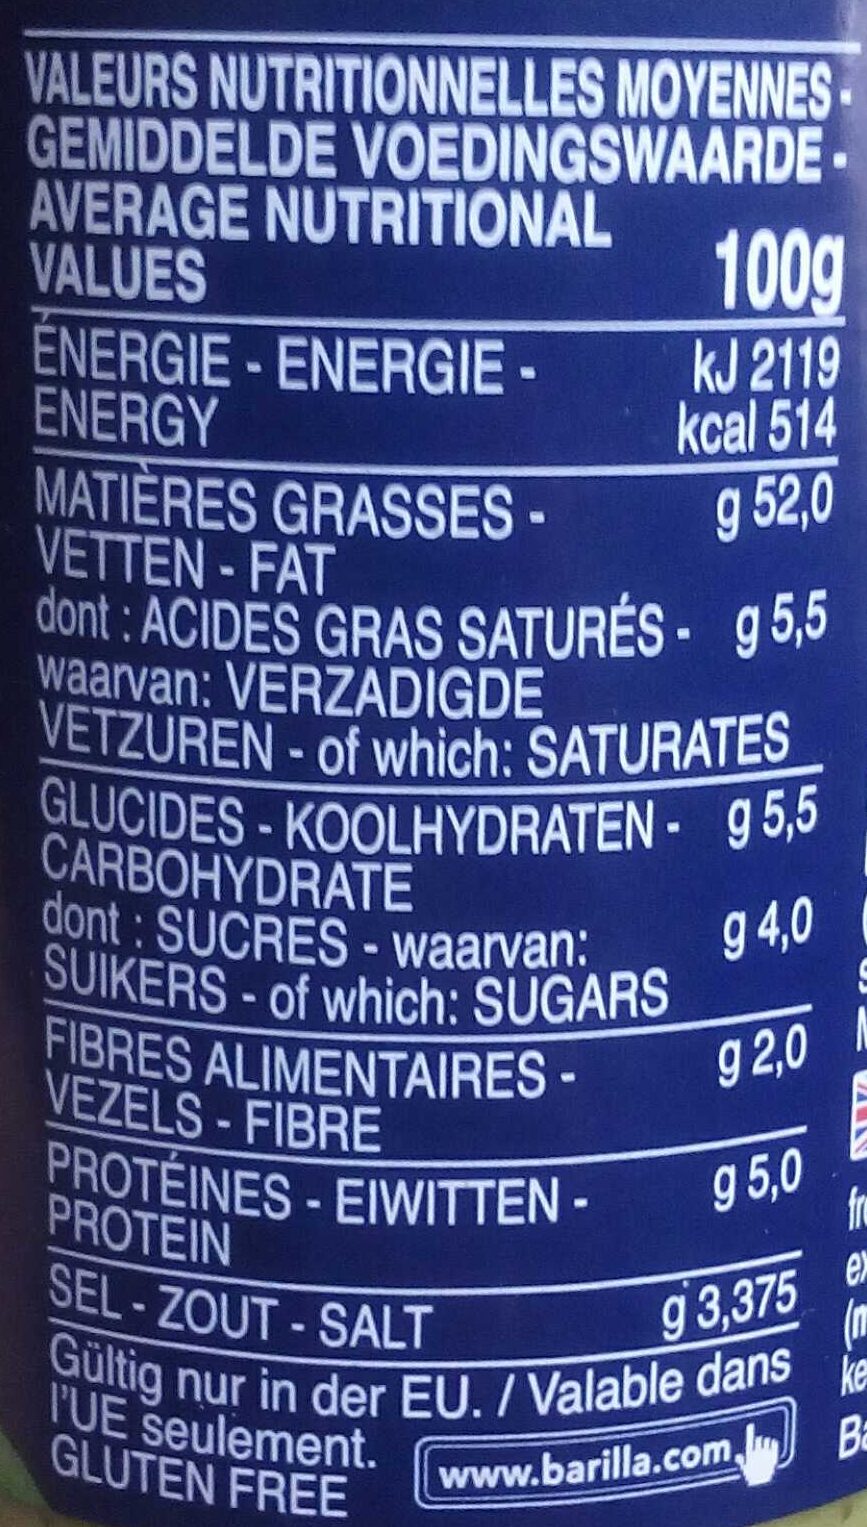 VALEURS NUTRITIONNELLES MOYENNES -
GEMIDDELDE VOEDINGSWAARDE -
AVERAGE NUTRITIONAL
VALUES 100g
ÉNERGIE - ENERGIE - kJ 2119
ENERGY kcal 514
MATIÈRES GRASSES - g 52,0
VETTEN - FAT
dont : ACIDES GRAS SATURÉS - g 5,5
waarvan: VERZADIGDE
VETZUREN - of which: SATURATES
GLUCIDES - KOOLHYDRATEN - g 5,5
CARBOHYDRATE
dont : SUCRES - waarvan: g 4,0
SUIKERS - of which: SUGARS
FIBRES ALIMENTAIRES - g 2,0
VEZELS - FIBRE
PROTÉINES - EIWITTEN - g 5,0
PROTEIN
SEL - ZOUT - SALT g 3,375
Gültig nur in der EU. / Valable dans
l'UE seulement.
GLUTEN FREE www.barilla.com